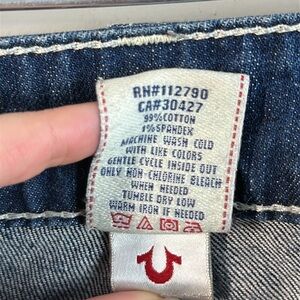 RN#112790
CA#30427
99%COTTON
1%SPANDEX
MACHINE WASH COLD
WITH LIKE COLORS
GENTLE CYCLE INSIDE OUT
ONLY NON-CHLORINE BLEACH
WHEN NEEDED
TUMBLE DRY LOW
WARM IRON IF NEEDED